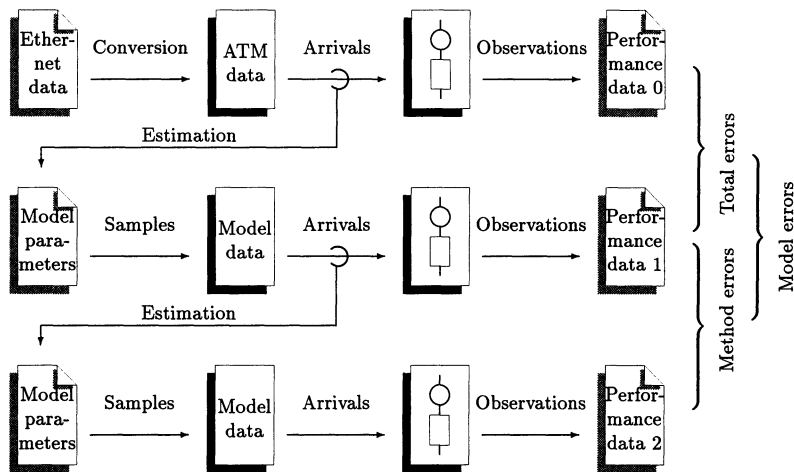 Ether-
net
data
Conversion
ATM
data
Arrivals
Observations
Perfor-
mance
data 0
Estimation
Model
para-
meters
Samples
Model
data
Arrivals
Observations
Perfor-
mance
data 1
Estimation
Model
para-
meters
Samples
Model
data
Arrivals
Observations
Perfor-
mance
data 2
Total errors
Method errors
Model errors